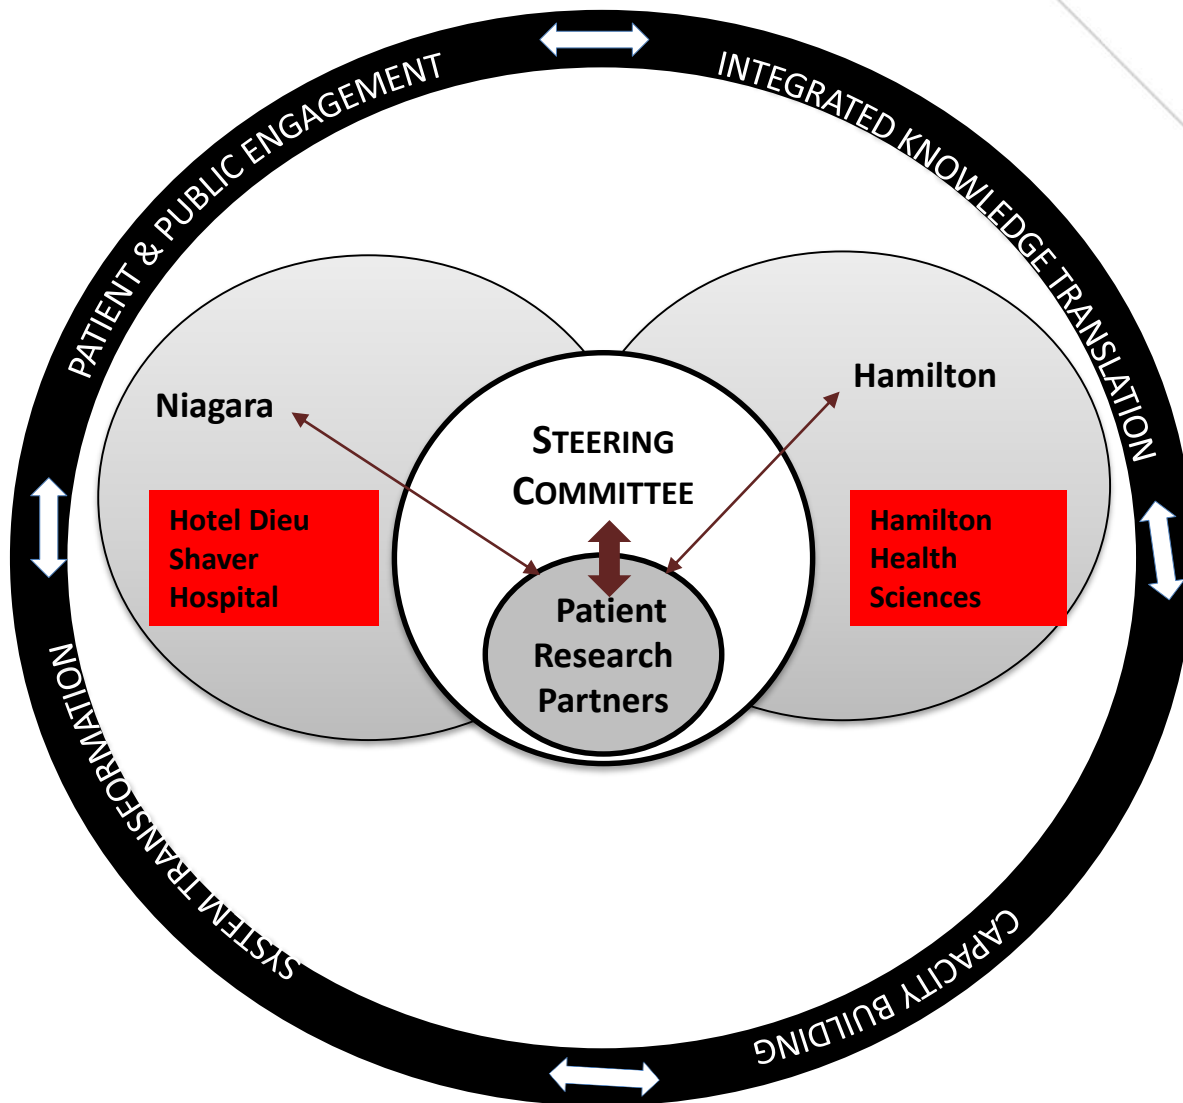 PATIENT & PUBLIC ENGAGEMENT
INTEGRATED KNOWLEDGE TRANSLATION
Niagara
Hamilton
STEERING
COMMITTEE
Hotel Dieu
Shaver
Hospital
Hamilton
Health
Sciences
Patient
Research
Partners
SYSTEM TRANSFORMATION
CAPACITY BUILDING